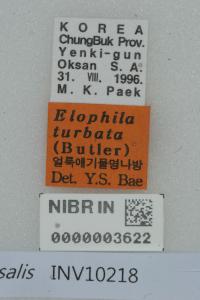 KOREA
ChungBuk Prov.
Yenki-gun
Oksan S. A.
31. VIII. 1996.
M. K. Paek
Elophila
turbata
(Butler)
얼룩애기물명나방
Det. Y.S. Bae
NIBR IN
0000003622
salis INV10218